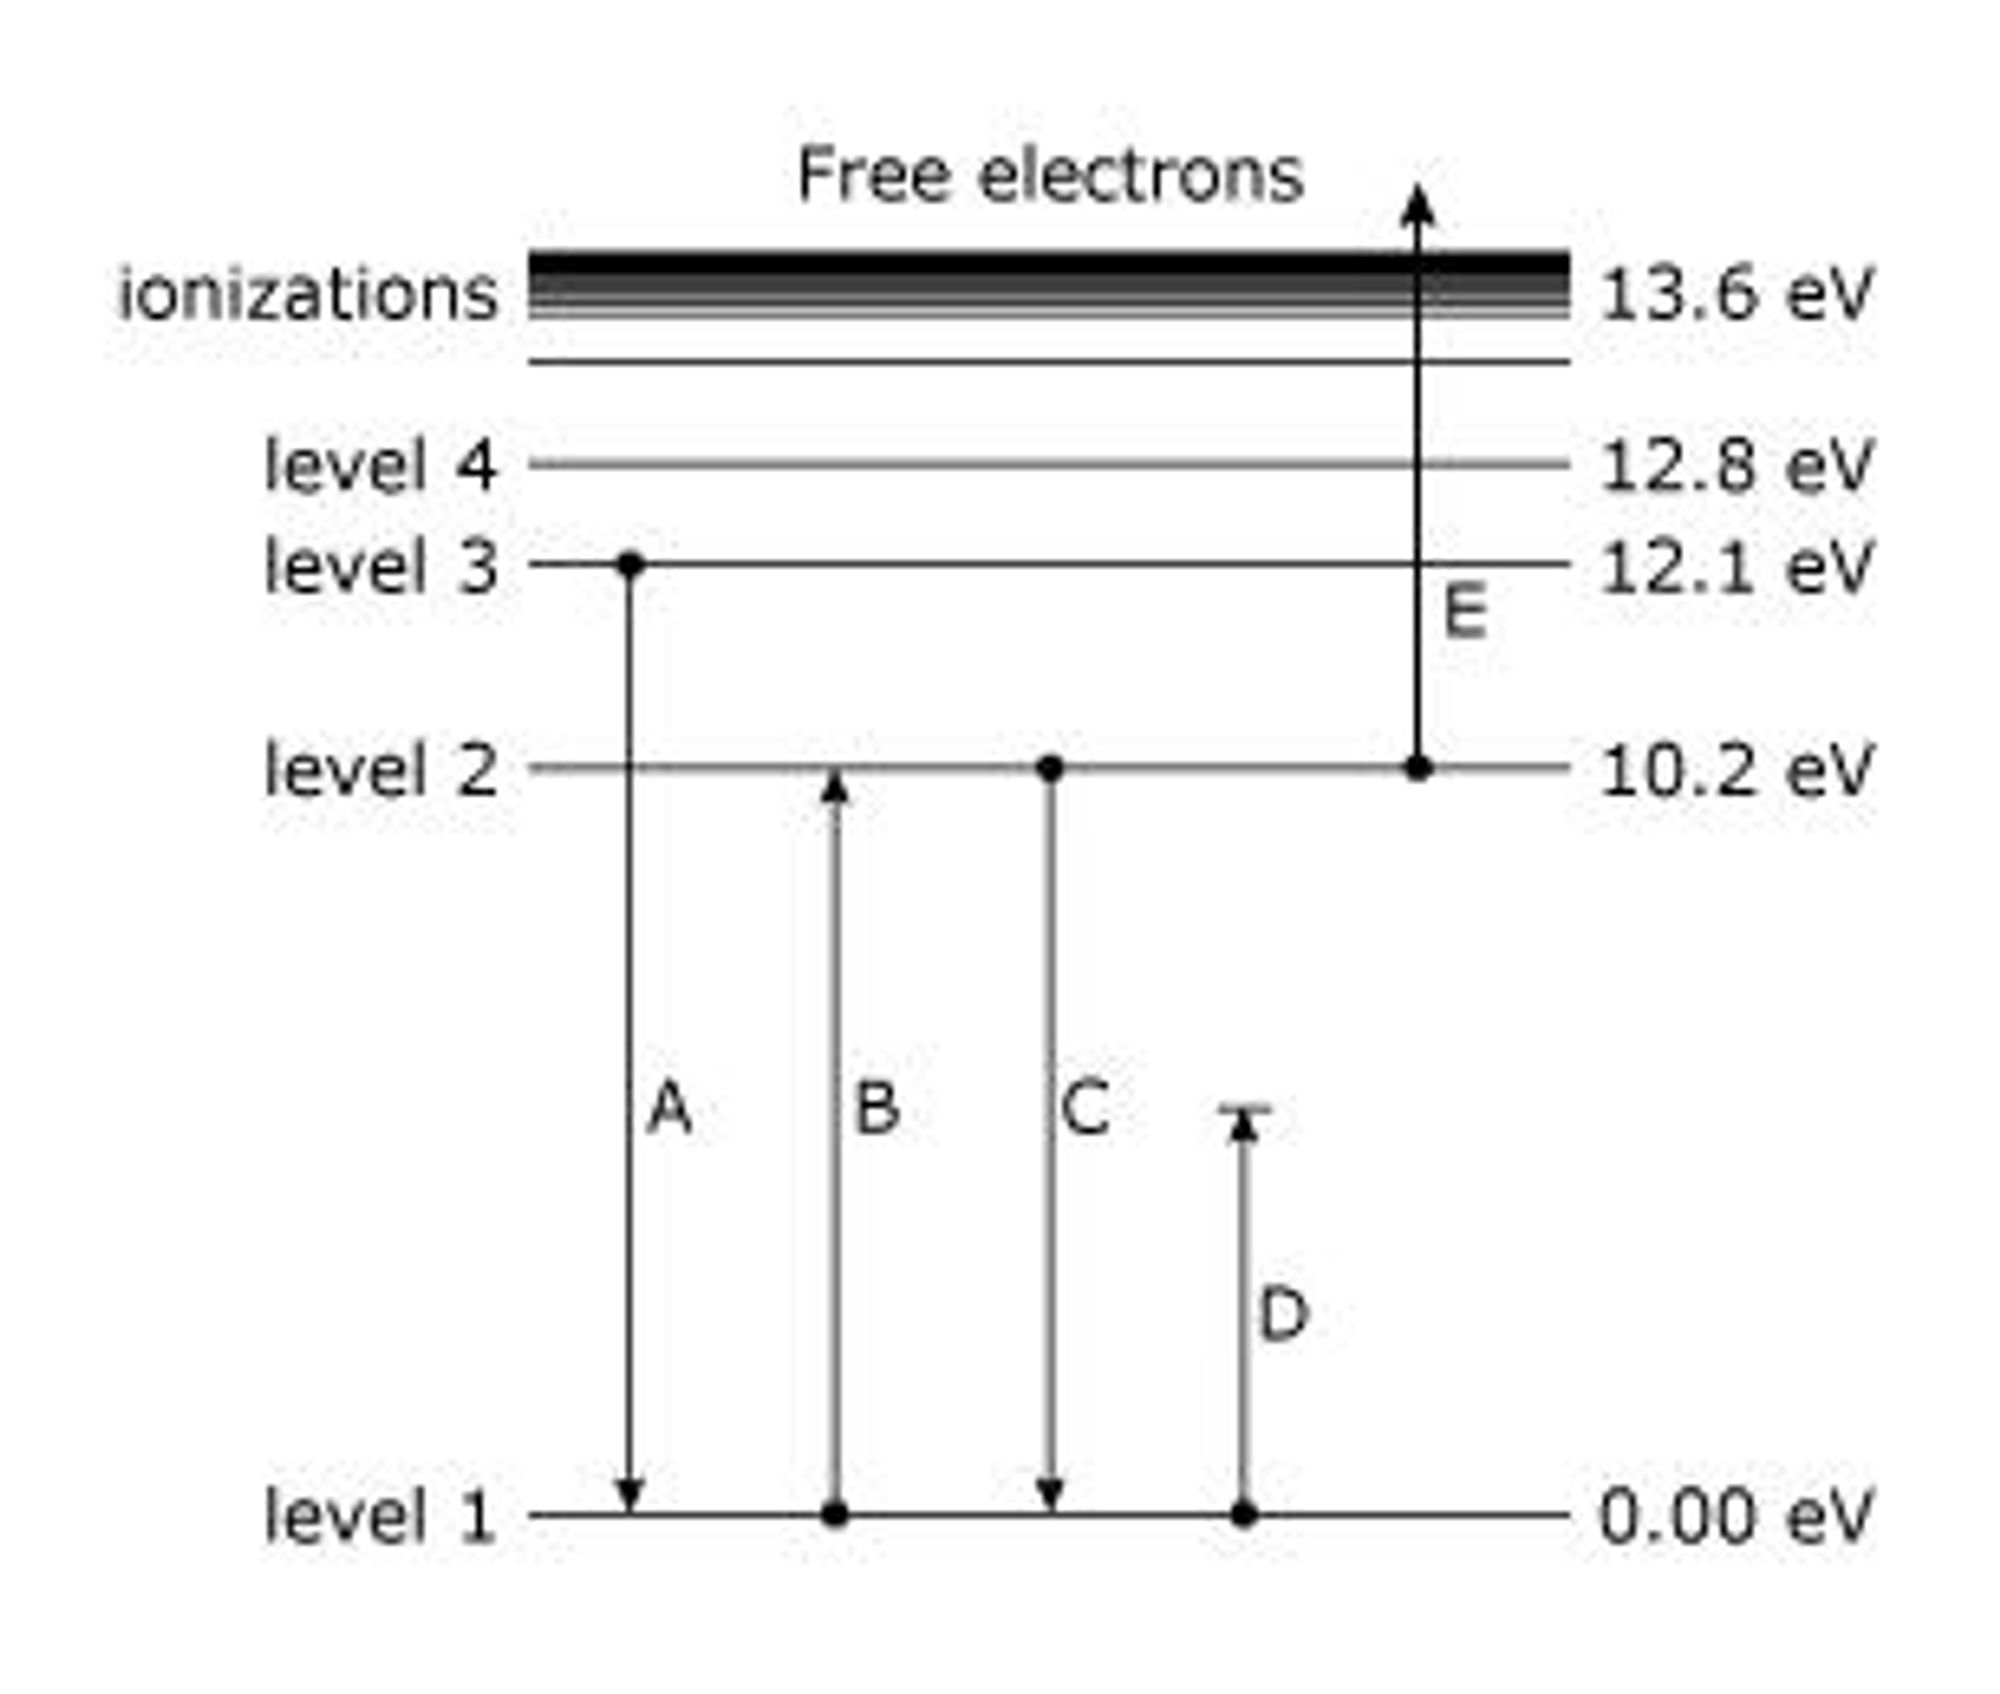 Free electrons
ionizations 13.6 eV
level 4 12.8 eV
level 3 12.1 eV
E
level 2 10.2 eV
A B C
D
level 1 0.00 eV